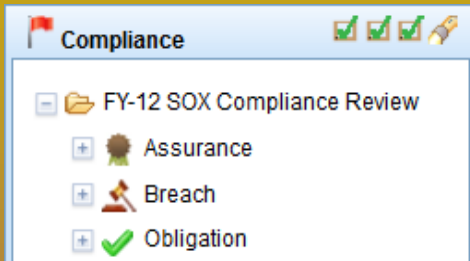 Compliance
FY-12 SOX Compliance Review
Assurance
Breach
Obligation